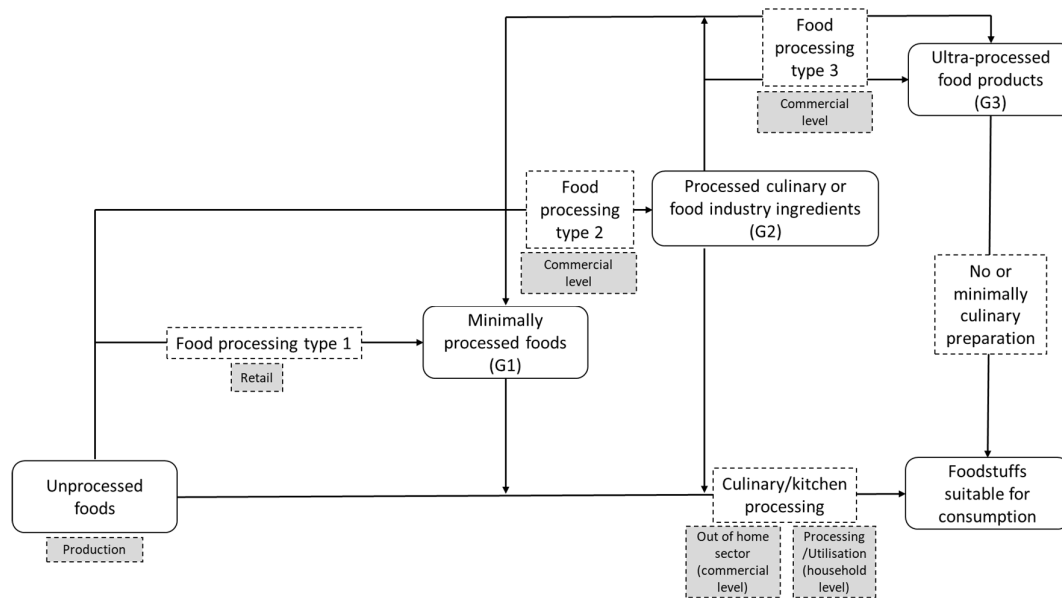 Food
processing
type 3
Commercial
level
Ultra-processed
food products
(G3)
Food
processing
type 2
Commercial
level
Processed culinary or
food industry ingredients
(G2)
No or
minimally
culinary
preparation
Food processing type 1
Retail
Minimally
processed foods
(G1)
Unprocessed
foods
Production
Culinary/kitchen
processing
Out of home
sector
(commercial
level)
Processing
/Utilisation
(household
level)
Foodstuffs
suitable for
consumption